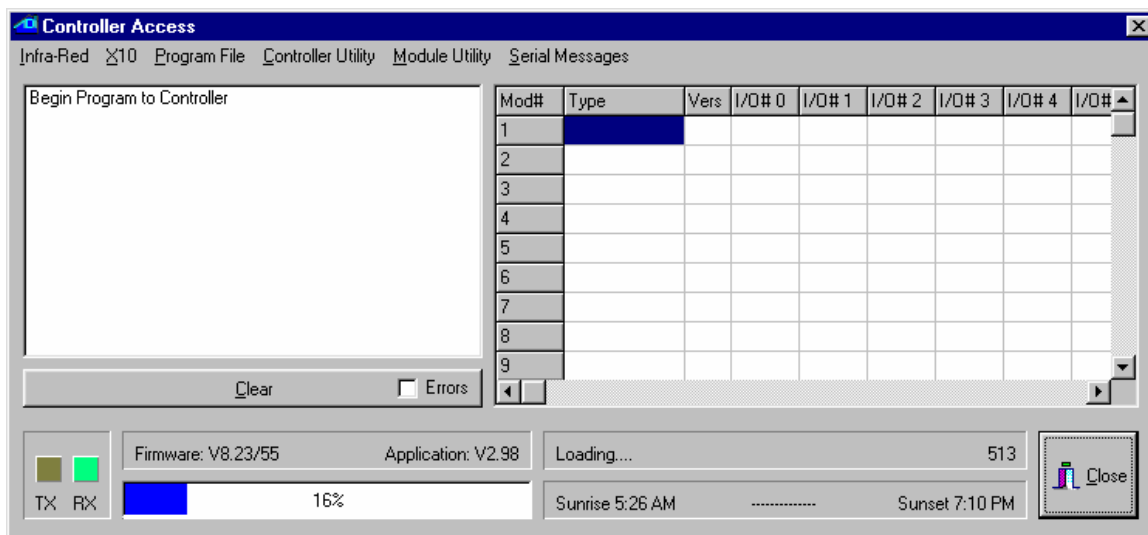 Controller Access
Infra-Red X10 Program File Controller Utility Module Utility Serial Messages
Begin Program to Controller
Mod# Type Vers I/O# 0 I/O# 1 I/O# 2 I/O# 3 I/O# 4 I/O#
1
2
3
4
5
6
7
8
9
Clear Errors
TX RX
Firmware: V8.23/55 Application: V2.98
16%
Loading.... 513
Sunrise 5:26 AM ------------- Sunset 7:10 PM
Close